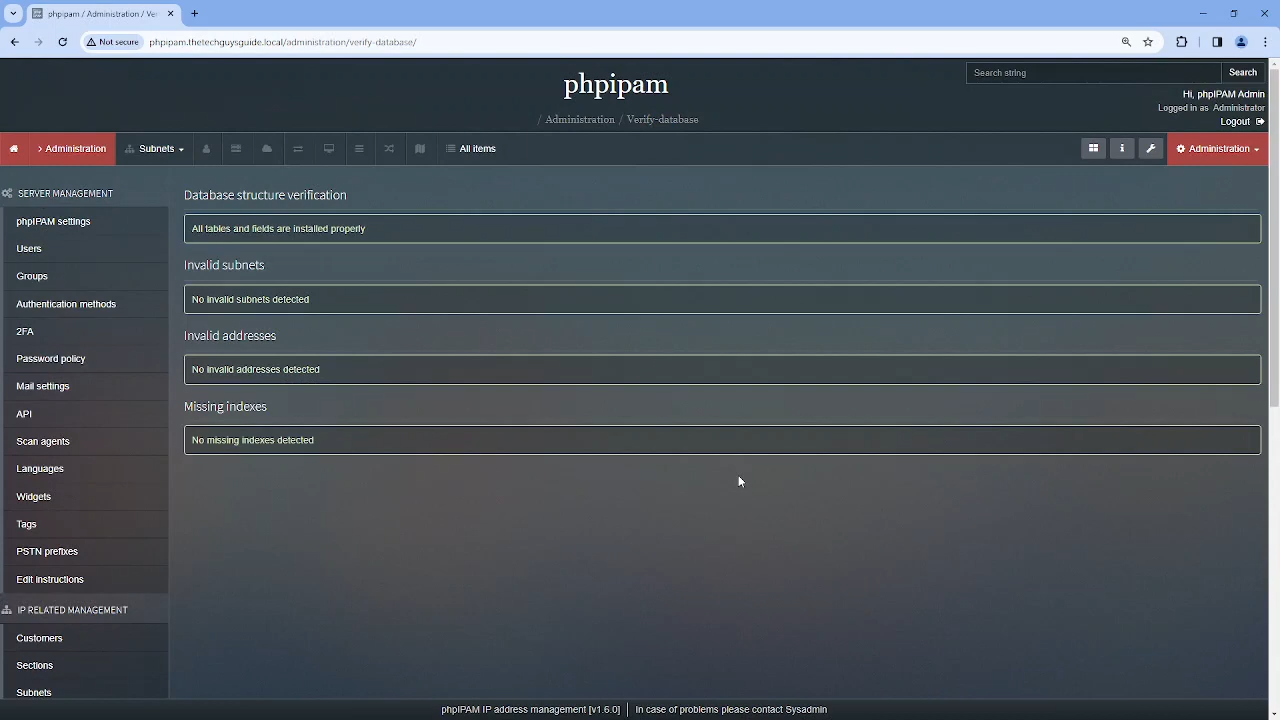 phpipam / Administration / Ver
Not secure
phpipam.thetechguysguide.local/administration/verify-database/
phpipam
/ Administration / Verify-database
Search string
Search
Hi, phpIPAM Admin
Logged in as Administrator
Logout
> Administration
Subnets
All items
Administration
SERVER MANAGEMENT
phpIPAM settings
Users
Groups
Authentication methods
2FA
Password policy
Mail settings
API
Scan agents
Languages
Widgets
Tags
PSTN prefixes
Edit instructions
IP RELATED MANAGEMENT
Customers
Sections
Subnets
Database structure verification
All tables and fields are installed properly
Invalid subnets
No invalid subnets detected
Invalid addresses
No invalid addresses detected
Missing indexes
No missing indexes detected
phpIPAM IP address management [v1.6.0]
In case of problems please contact Sysadmin